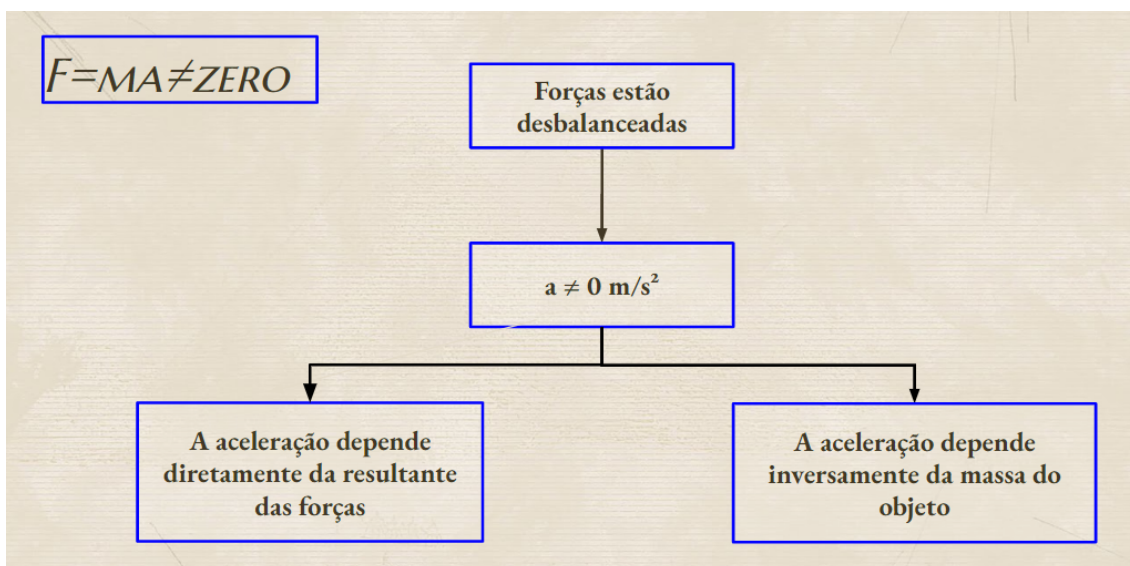 F=MA≠ZERO
Forças estão
desbalanceadas
a ≠ 0 m/s²
A aceleração depende
diretamente da resultante
das forças
A aceleração depende
inversamente da massa do
objeto